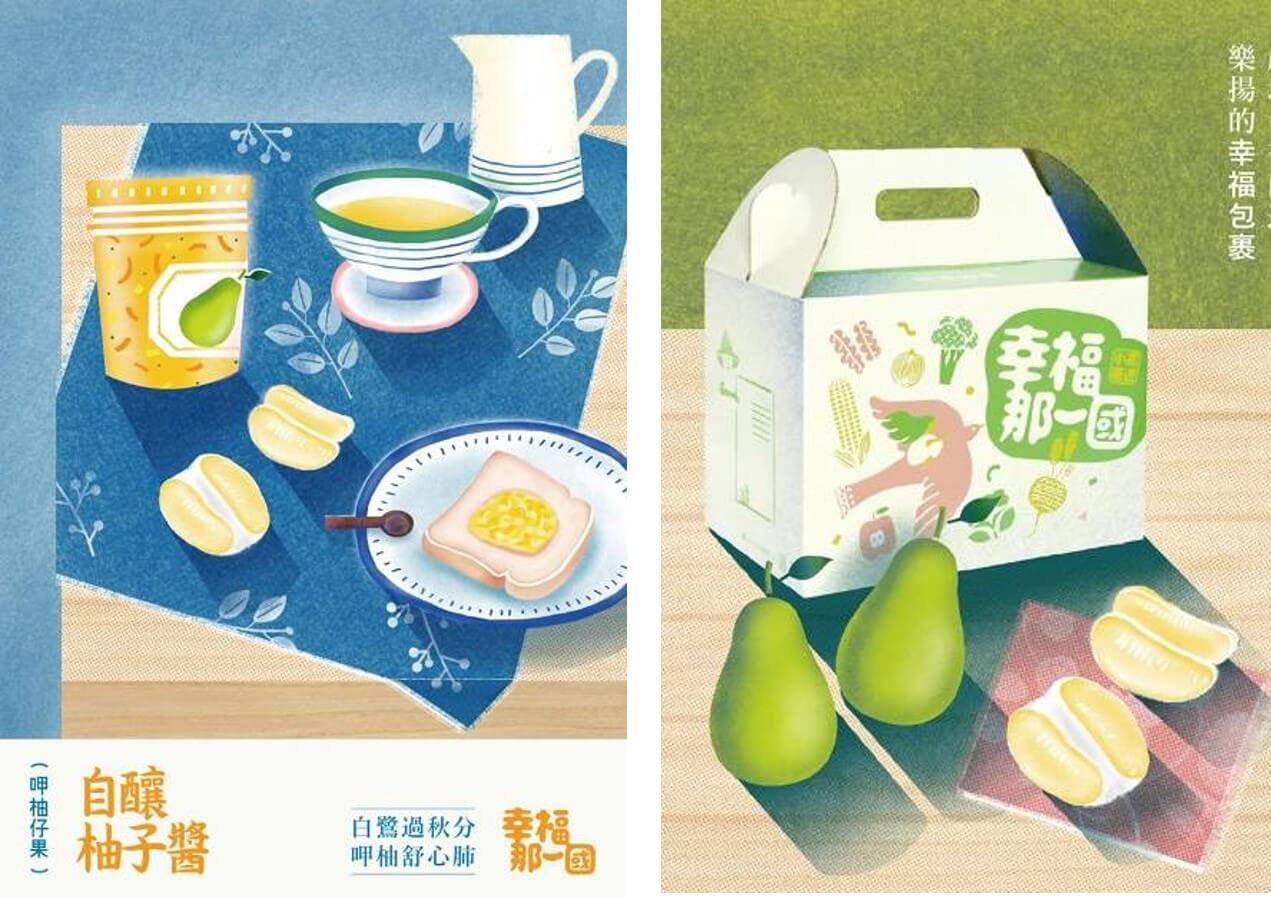 （呷柚仔果）
自釀
柚子醬
白鷺過秋分
呷柚舒心肺
幸福
那一國
樂揚的幸福包裹
幸福
那一國